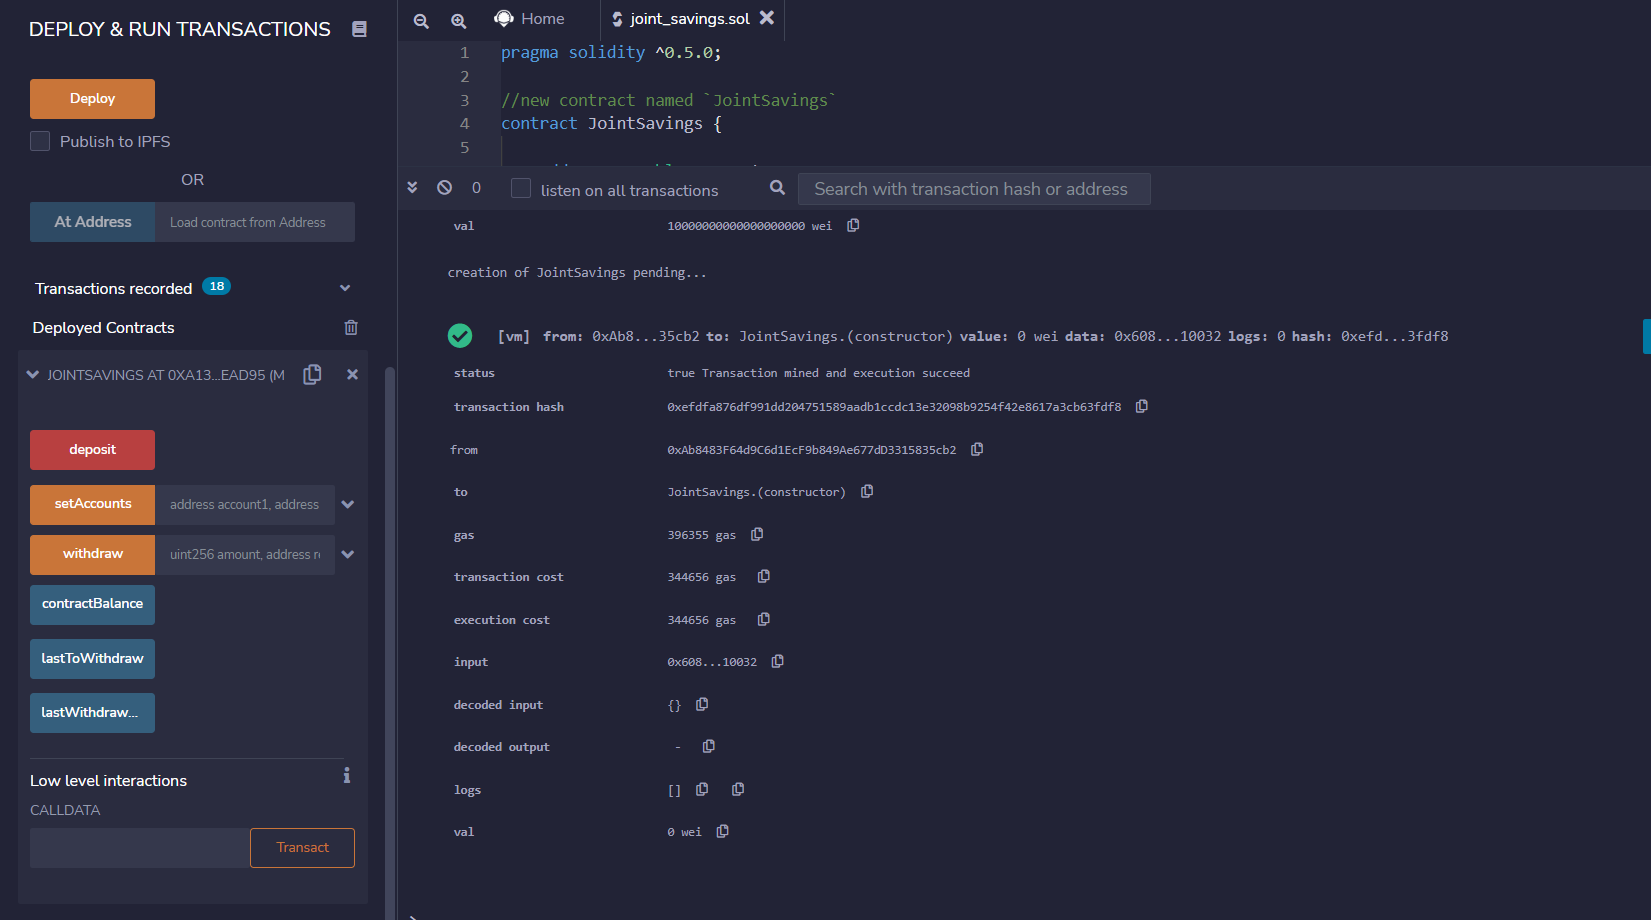 DEPLOY & RUN TRANSACTIONS
Deploy
Publish to IPFS
OR
At Address
Load contract from Address
Transactions recorded 18
Deployed Contracts
JOINTSAVINGS AT 0XA13...EAD95 (M
deposit
setAccounts
address account1, address
withdraw
uint256 amount, address re
contractBalance
lastToWithdraw
lastWithdraw...
Low level interactions
i
CALLDATA
Transact
Home
joint_savings.sol
1 pragma solidity ^0.5.0;
2
3 //new contract named `JointSavings`
4 contract JointSavings {
5
0
listen on all transactions
Search with transaction hash or address
val 10000000000000000000 wei
creation of JointSavings pending...
[vm] from: 0xAb8...35cb2 to: JointSavings.(constructor) value: 0 wei data: 0x608...10032 logs: 0 hash: 0xefd...3fdf8
status true Transaction mined and execution succeed
transaction hash 0xefdfa876df991dd204751589aadb1ccdc13e32098b9254f42e8617a3cb63fdf8
from 0xAb8483F64d9C6d1EcF9b849Ae677dD3315835cb2
to JointSavings.(constructor)
gas 396355 gas
transaction cost 344656 gas
execution cost 344656 gas
input 0x608...10032
decoded input {}
decoded output -
logs []
val 0 wei
>